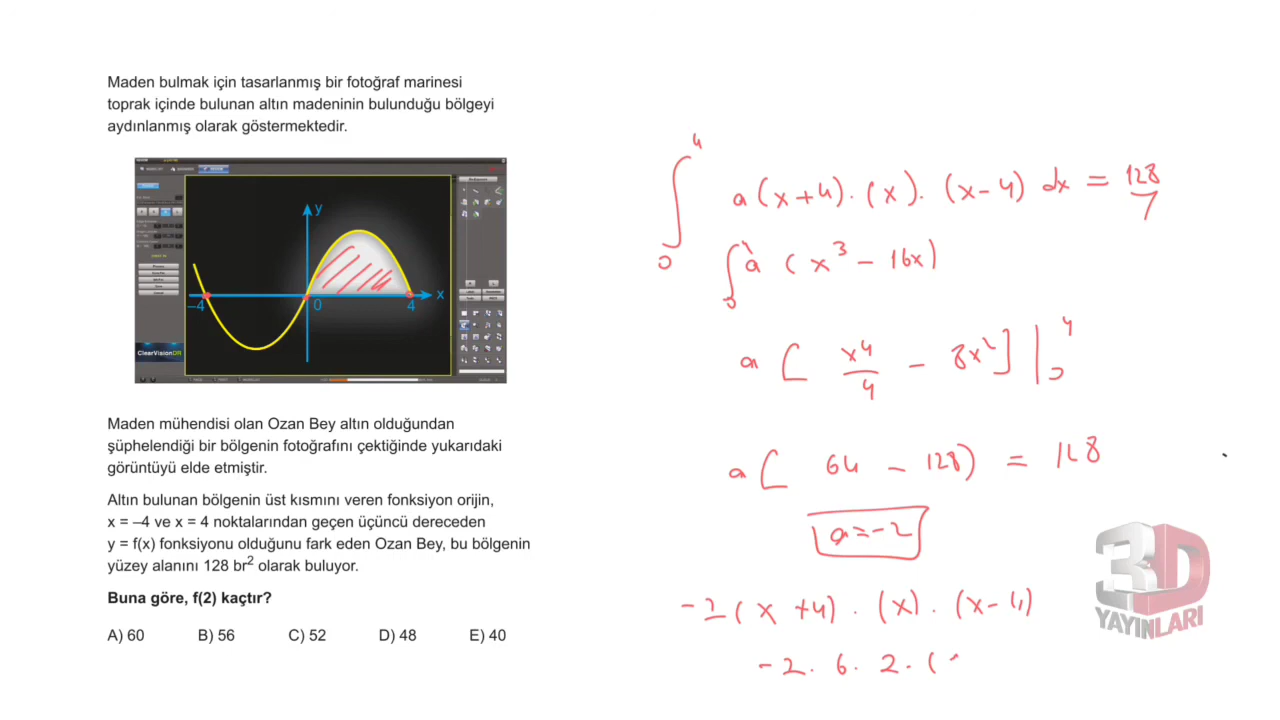 Maden bulmak için tasarlanmış bir fotoğraf marinesi
toprak içinde bulunan altın madeninin bulunduğu bölgeyi
aydınlanmış olarak göstermektedir.
y
x
–4
0
4
ClearVisionDR
Maden mühendisi olan Ozan Bey altın olduğundan
şüphelendiği bir bölgenin fotoğrafını çektiğinde yukarıdaki
görüntüyü elde etmiştir.
Altın bulunan bölgenin üst kısmını veren fonksiyon orijin,
x = –4 ve x = 4 noktalarından geçen üçüncü dereceden
y = f(x) fonksiyonu olduğunu fark eden Ozan Bey, bu bölgenin
yüzey alanını 128 br² olarak buluyor.
Buna göre, f(2) kaçtır?
A) 60 B) 56 C) 52 D) 48 E) 40
∫₀⁴ a(x+4).(x).(x-4) dx = 128
∫₀⁴ a (x³ - 16x)
a [ x⁴/4 - 8x² ] |₀⁴
a [ 64 - 128) = 128
a = -2
-2 (x +4) . (x) . (x-4)
-2. 6. 2. (
3D
YAYINLARI